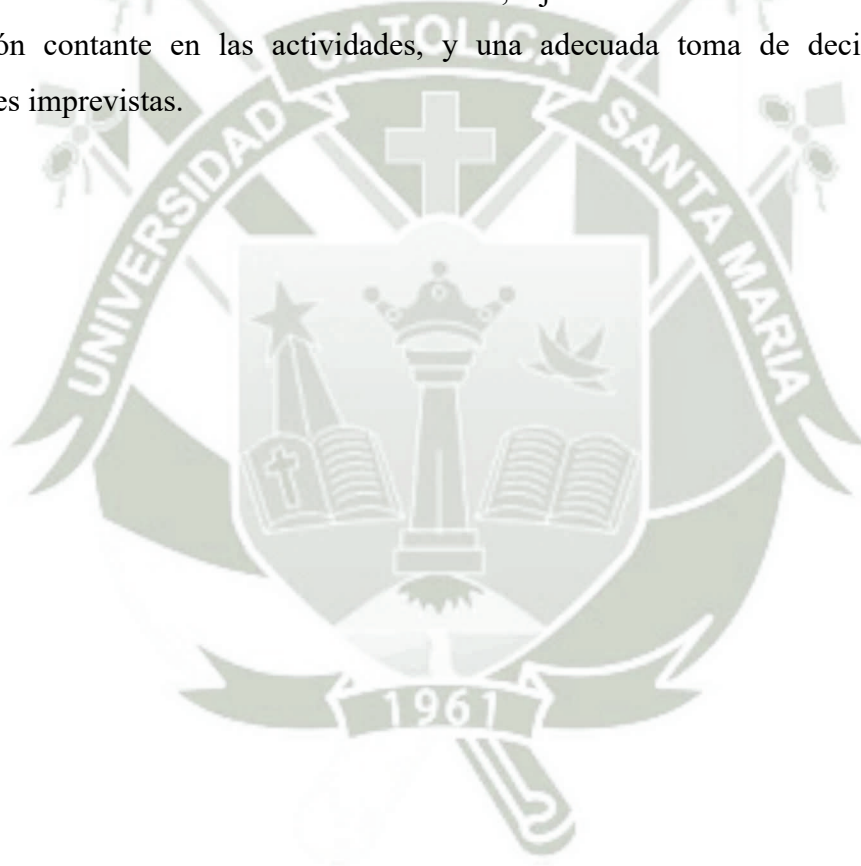 ón contante en las actividades, y una adecuada toma de deci
es imprevistas.
CATOLICA
UNIVERSIDAD
SANTA MARIA
1961